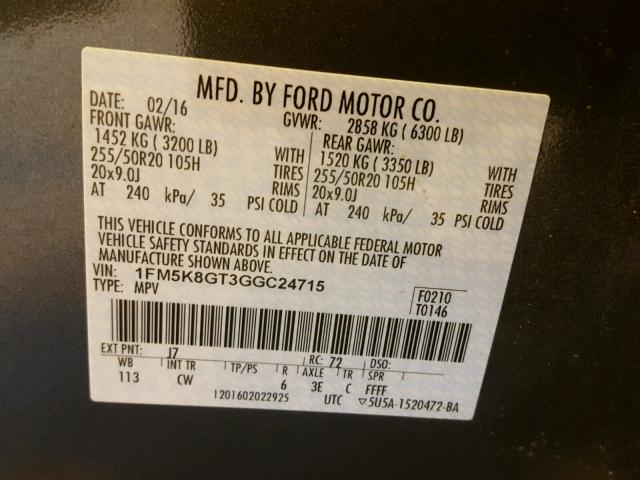 MFD. BY FORD MOTOR CO.
DATE: 02/16 GVWR: 2858 KG ( 6300 LB)
FRONT GAWR: REAR GAWR:
1452 KG ( 3200 LB) WITH 1520 KG ( 3350 LB) WITH
255/50R20 105H TIRES 255/50R20 105H TIRES
20x9.0J RIMS 20x9.0J RIMS
AT 240 kPa/ 35 PSI COLD AT 240 kPa/ 35 PSI COLD
THIS VEHICLE CONFORMS TO ALL APPLICABLE FEDERAL MOTOR
VEHICLE SAFETY STANDARDS IN EFFECT ON THE DATE OF
MANUFACTURE SHOWN ABOVE.
VIN: 1FM5K8GT3GGC24715
TYPE: MPV
F0210
T0146
EXT PNT: J7 RC: 72 DSO:
WB INT TR TP/PS R AXLE TR SPR
113 CW 6 3E C FFFF
1201602022925 UTC ▽5U5A-1520472-BA